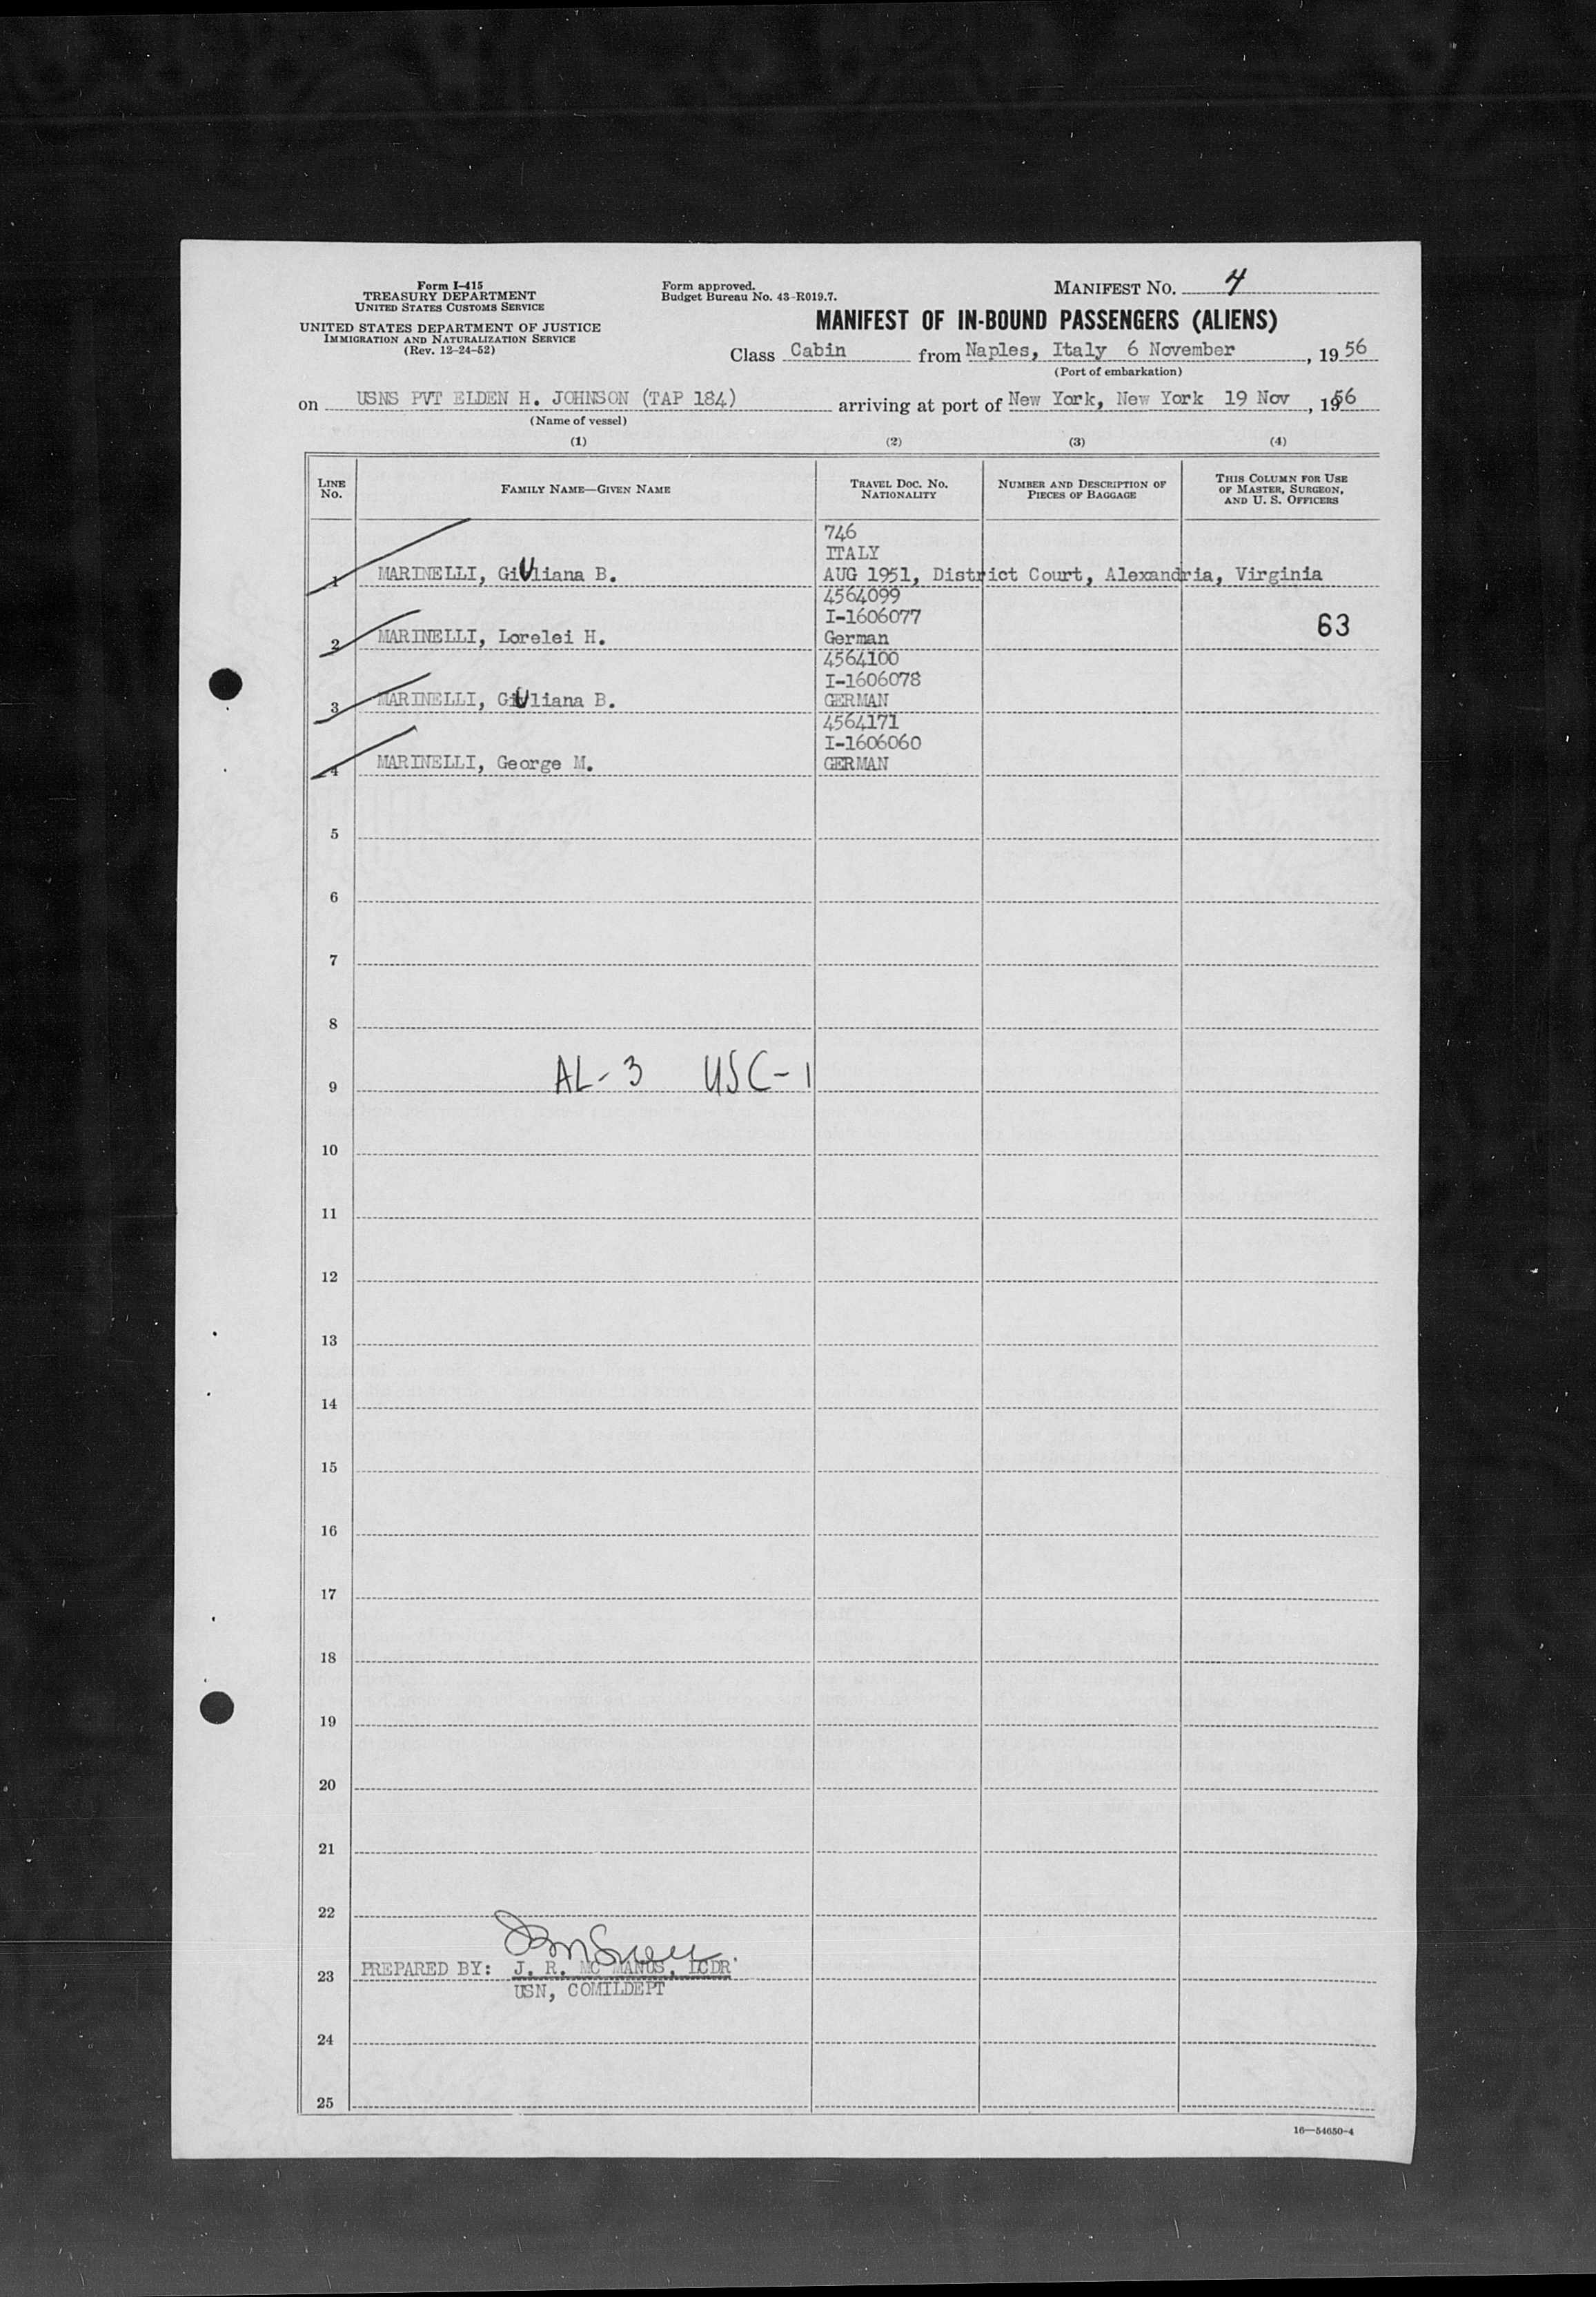 Form I-415
TREASURY DEPARTMENT
UNITED STATES CUSTOMS SERVICE
UNITED STATES DEPARTMENT OF JUSTICE
IMMIGRATION AND NATURALIZATION SERVICE
(Rev. 12-24-52)
Form approved.
Budget Bureau No. 43-R019.7.
MANIFEST No. 4
MANIFEST OF IN-BOUND PASSENGERS (ALIENS)
Class Cabin from Naples, Italy 6 November, 1956
(Port of embarkation)
on USNS PVT ELDEN H. JOHNSON (TAP 184) arriving at port of New York, New York 19 Nov, 1956
(Name of vessel)
(1) (2) (3) (4)
LINE No. FAMILY NAME—GIVEN NAME TRAVEL DOC. NO. NATIONALITY NUMBER AND DESCRIPTION OF PIECES OF BAGGAGE THIS COLUMN FOR USE OF MASTER, SURGEON, AND U. S. OFFICERS
746
ITALY
1 MARINELLI, GiUliana B. AUG 1951, District Court, Alexandria, Virginia
4564099
I-1606077
2 MARINELLI, Lorelei H. German 63
4564100
I-1606078
3 MARINELLI, GiUliana B. GERMAN
4564171
I-1606060
4 MARINELLI, George M. GERMAN
5
6
7
8
9 AL-3 USC-1
10
11
12
13
14
15
16
17
18
19
20
21
22
23 PREPARED BY: J. R. MC MANUS, LCDR
USN, COMILDEPT
24
25
16—54650-4